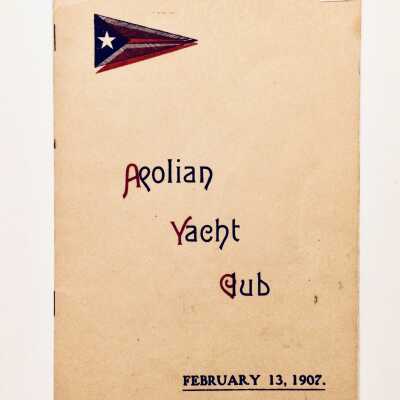 Aeolian
Yacht
Club
FEBRUARY 13, 1907.